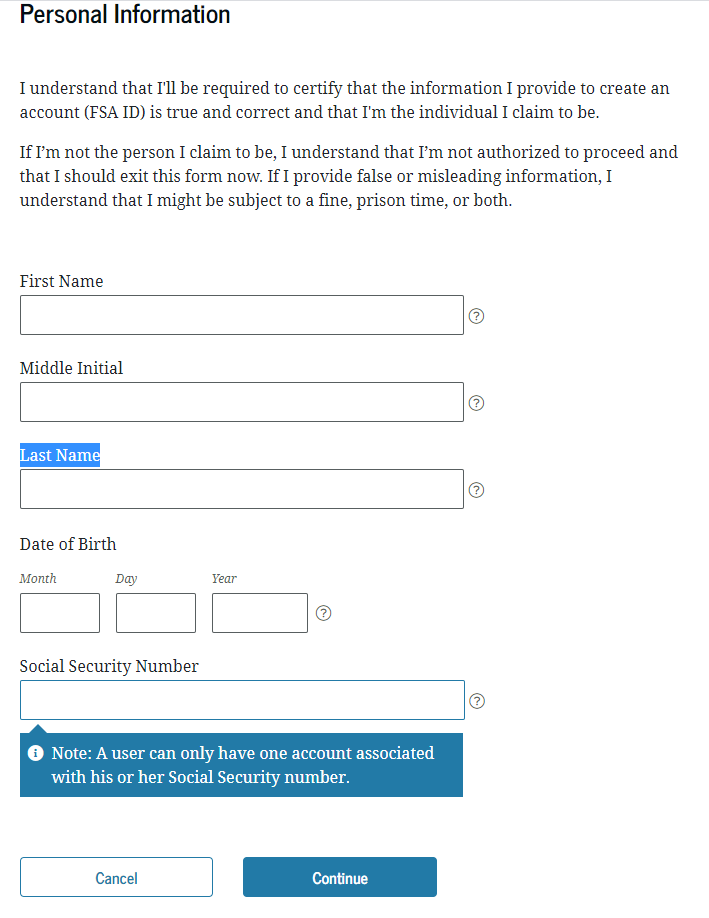 Personal Information
I understand that I'll be required to certify that the information I provide to create an
account (FSA ID) is true and correct and that I'm the individual I claim to be.
If I’m not the person I claim to be, I understand that I’m not authorized to proceed and
that I should exit this form now. If I provide false or misleading information, I
understand that I might be subject to a fine, prison time, or both.
First Name
?
Middle Initial
?
Last Name
?
Date of Birth
Month Day Year
?
Social Security Number
?
i Note: A user can only have one account associated
with his or her Social Security number.
Cancel Continue